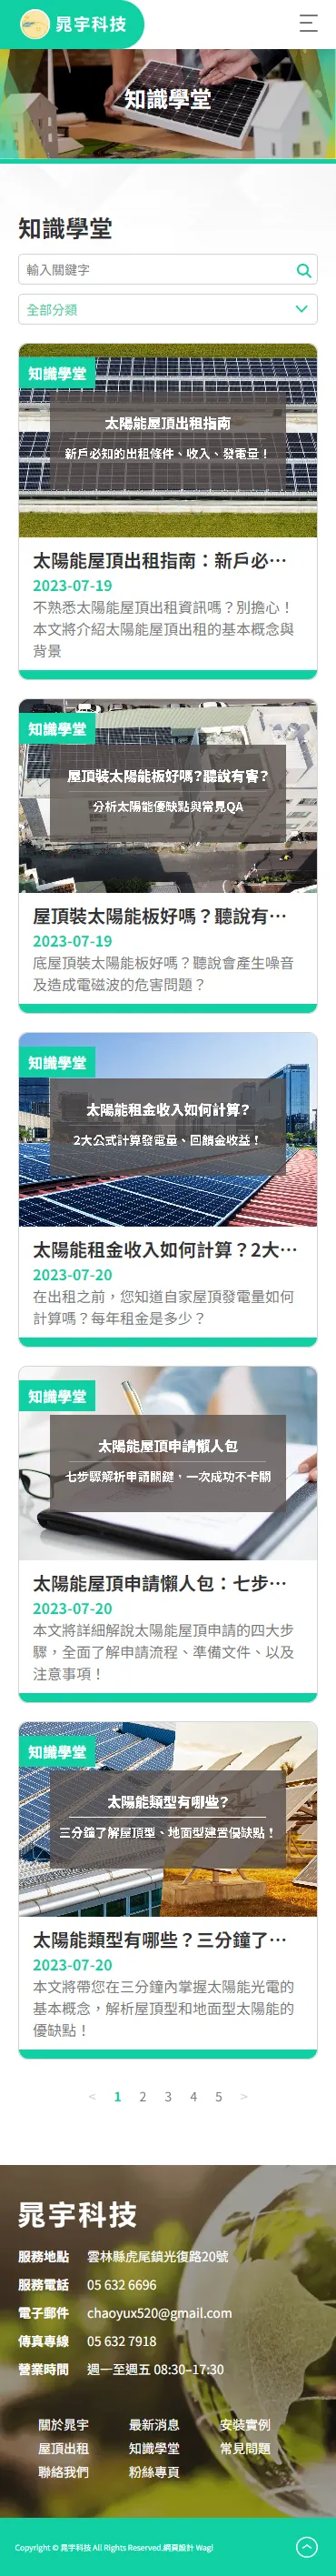 晁宇科技
知識學堂
知識學堂
輸入關鍵字
全部分類
知識學堂
太陽能屋頂出租指南
新戶必知的出租條件、收入、發電量！
太陽能屋頂出租指南：新戶必…
2023-07-19
不熟悉太陽能屋頂出租資訊嗎？別擔心！
本文將介紹太陽能屋頂出租的基本概念與
背景
知識學堂
屋頂裝太陽能板好嗎？聽說有害？
分析太陽能優缺點與常見QA
屋頂裝太陽能板好嗎？聽說有…
2023-07-19
底屋頂裝太陽能板好嗎？聽說會產生噪音
及造成電磁波的危害問題？
知識學堂
太陽能租金收入如何計算？
2大公式計算發電量、回饋金收益！
太陽能租金收入如何計算？2大…
2023-07-20
在出租之前，您知道自家屋頂發電量如何
計算嗎？每年租金是多少？
知識學堂
太陽能屋頂申請懶人包
七步驟解析申請關鍵，一次成功不卡關
太陽能屋頂申請懶人包：七步…
2023-07-20
本文將詳細解說太陽能屋頂申請的四大步
驟，全面了解申請流程、準備文件、以及
注意事項！
知識學堂
太陽能類型有哪些？
三分鐘了解屋頂型、地面型建置優缺點！
太陽能類型有哪些？三分鐘了…
2023-07-20
本文將帶您在三分鐘內掌握太陽能光電的
基本概念，解析屋頂型和地面型太陽能的
優缺點！
< 1 2 3 4 5 >
晁宇科技
服務地點 雲林縣虎尾鎮光復路20號
服務電話 05 632 6696
電子郵件 chaoyux520@gmail.com
傳真專線 05 632 7918
營業時間 週一至週五 08:30–17:30
關於晁宇 最新消息 安裝實例
屋頂出租 知識學堂 常見問題
聯絡我們 粉絲專頁
Copyright © 晁宇科技 All Rights Reserved.網頁設計 Wagl